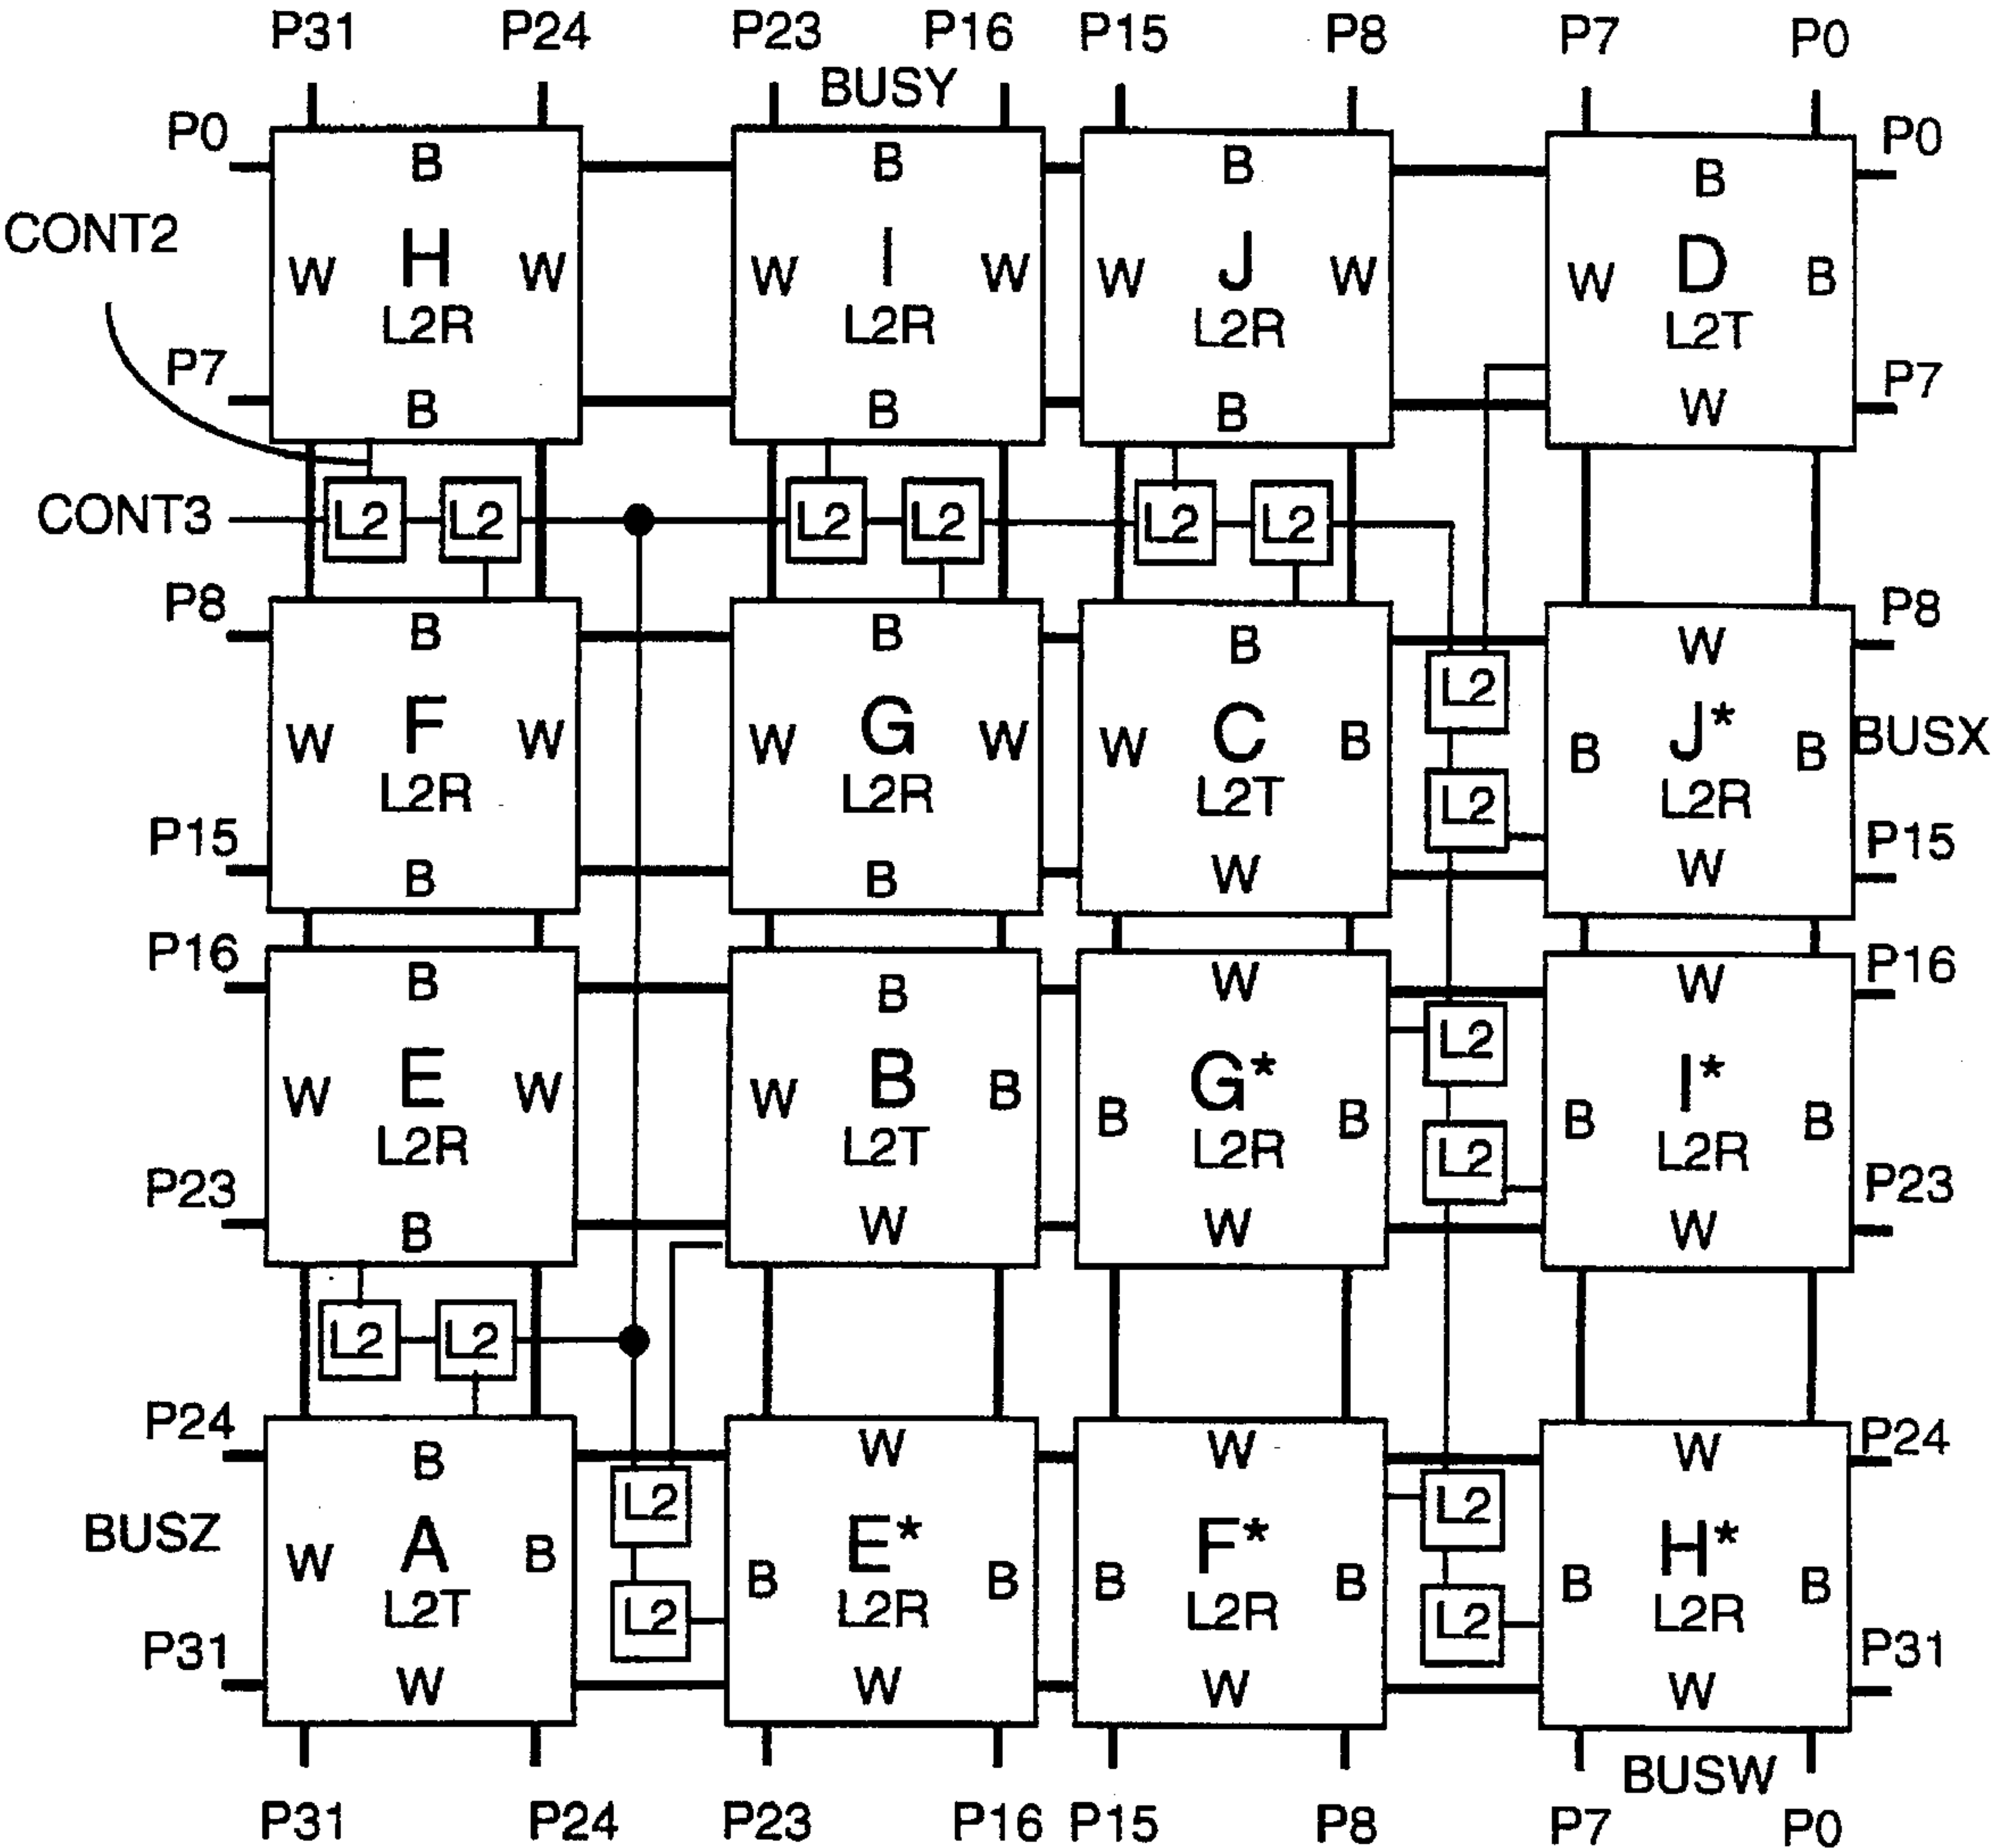 P31 P24 P23 P16 P15 P8 P7 P0
BUSY
P0 P0
B B B B
CONT2
W H W W I W W J W W D B
L2R L2R L2R L2T
P7 P7
B B B W
CONT3 L2 L2 L2 L2 L2 L2
P8 P8
B B B W
L2
W F W W G W W C B B J* B BUSX
L2R L2R L2T L2 L2R
P15 P15
B B W W
P16 P16
B B W W
L2
W E W W B B B G* B B I* B
L2R L2T L2R L2 L2R
P23 P23
B W W W
L2 L2
P24 P24
B W W W
L2 L2
BUSZ
W A B B E* B B F* B B H* B
L2T L2 L2R L2R L2 L2R
P31 P31
W W W W
BUSW
P31 P24 P23 P16 P15 P8 P7 P0